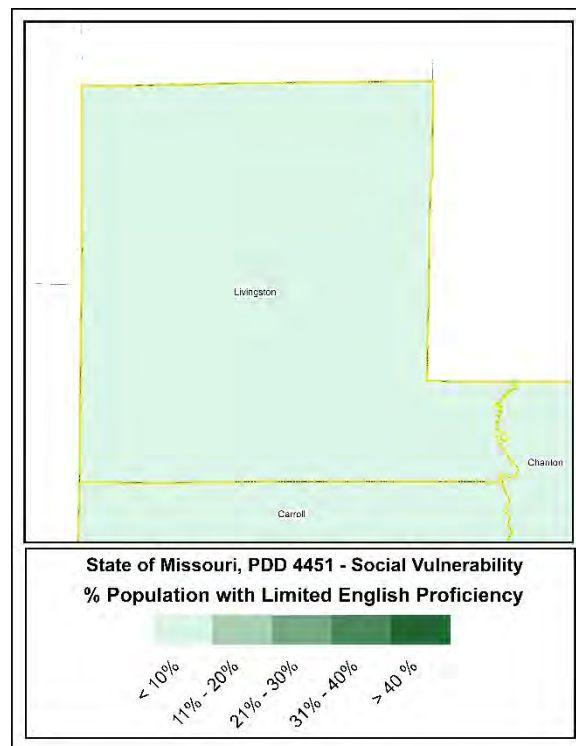 Livingston
Chariton
Carroll
State of Missouri, PDD 4451 - Social Vulnerability
% Population with Limited English Proficiency
< 10%
11% - 20%
21% - 30%
31% - 40%
> 40 %